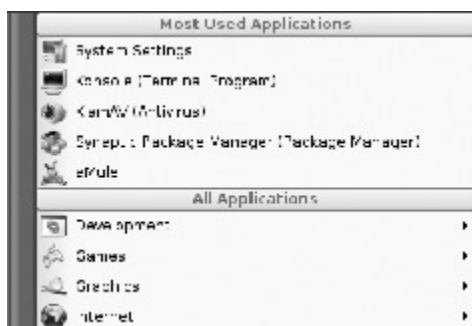 Most Used Applications
System Settings
Konsole (Terminal Program)
KlamAV (Antivirus)
Synaptic Package Manager (Package Manager)
aMule
All Applications
Development
Games
Graphics
Internet